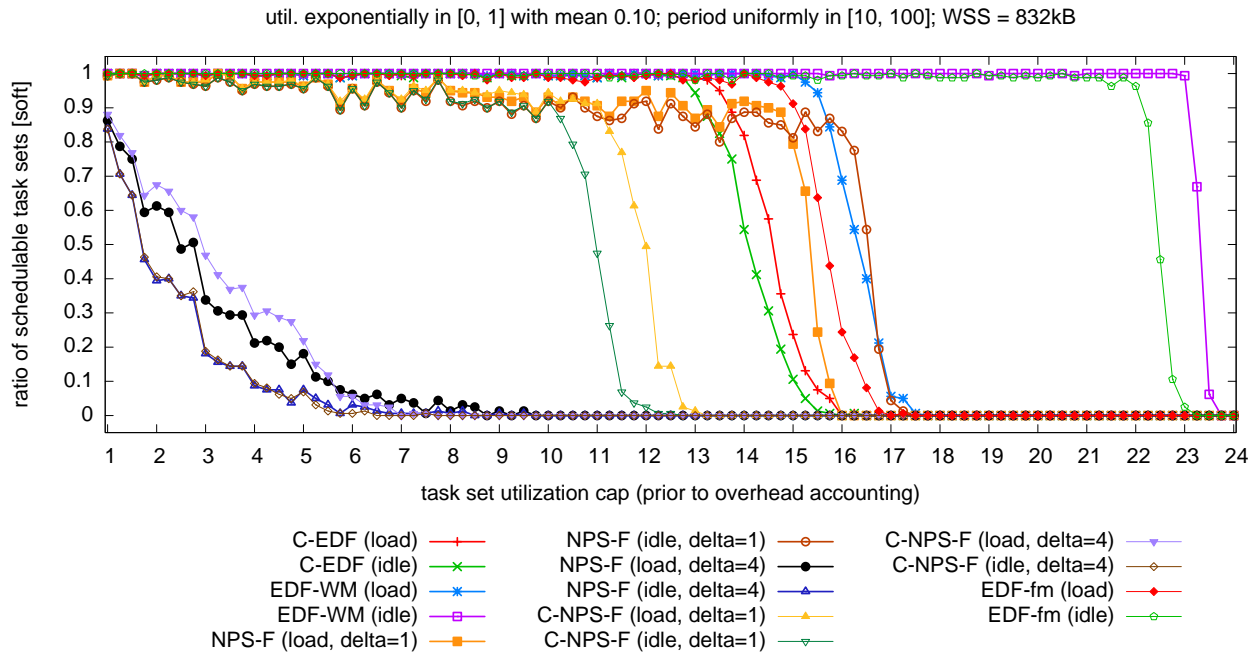 util. exponentially in [0, 1] with mean 0.10; period uniformly in [10, 100]; WSS = 832kB
ratio of schedulable task sets [soft]
1
0.9
0.8
0.7
0.6
0.5
0.4
0.3
0.2
0.1
0
1 2 3 4 5 6 7 8 9 10 11 12 13 14 15 16 17 18 19 20 21 22 23 24
task set utilization cap (prior to overhead accounting)
C-EDF (load)
C-EDF (idle)
EDF-WM (load)
EDF-WM (idle)
NPS-F (load, delta=1)
NPS-F (idle, delta=1)
NPS-F (load, delta=4)
NPS-F (idle, delta=4)
C-NPS-F (load, delta=1)
C-NPS-F (idle, delta=1)
C-NPS-F (load, delta=4)
C-NPS-F (idle, delta=4)
EDF-fm (load)
EDF-fm (idle)